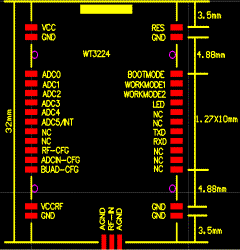 VCC RES 3.5mm
GND GND
WT3224 4.88mm
ADC0 BOOTMODE
ADC1 WORKMODE1
ADC2 WORKMODE2
ADC3 LED
ADC4 NC 1.27X10mm
ADC5/INT NC
NC TXD
NC RXD
RF-CFG NC
ADCIN-CFG NC
BUAD-CFG NC
32mm
4.88mm
VCCRF GND
GND GND 3.5mm
AGND RF-IN AGND